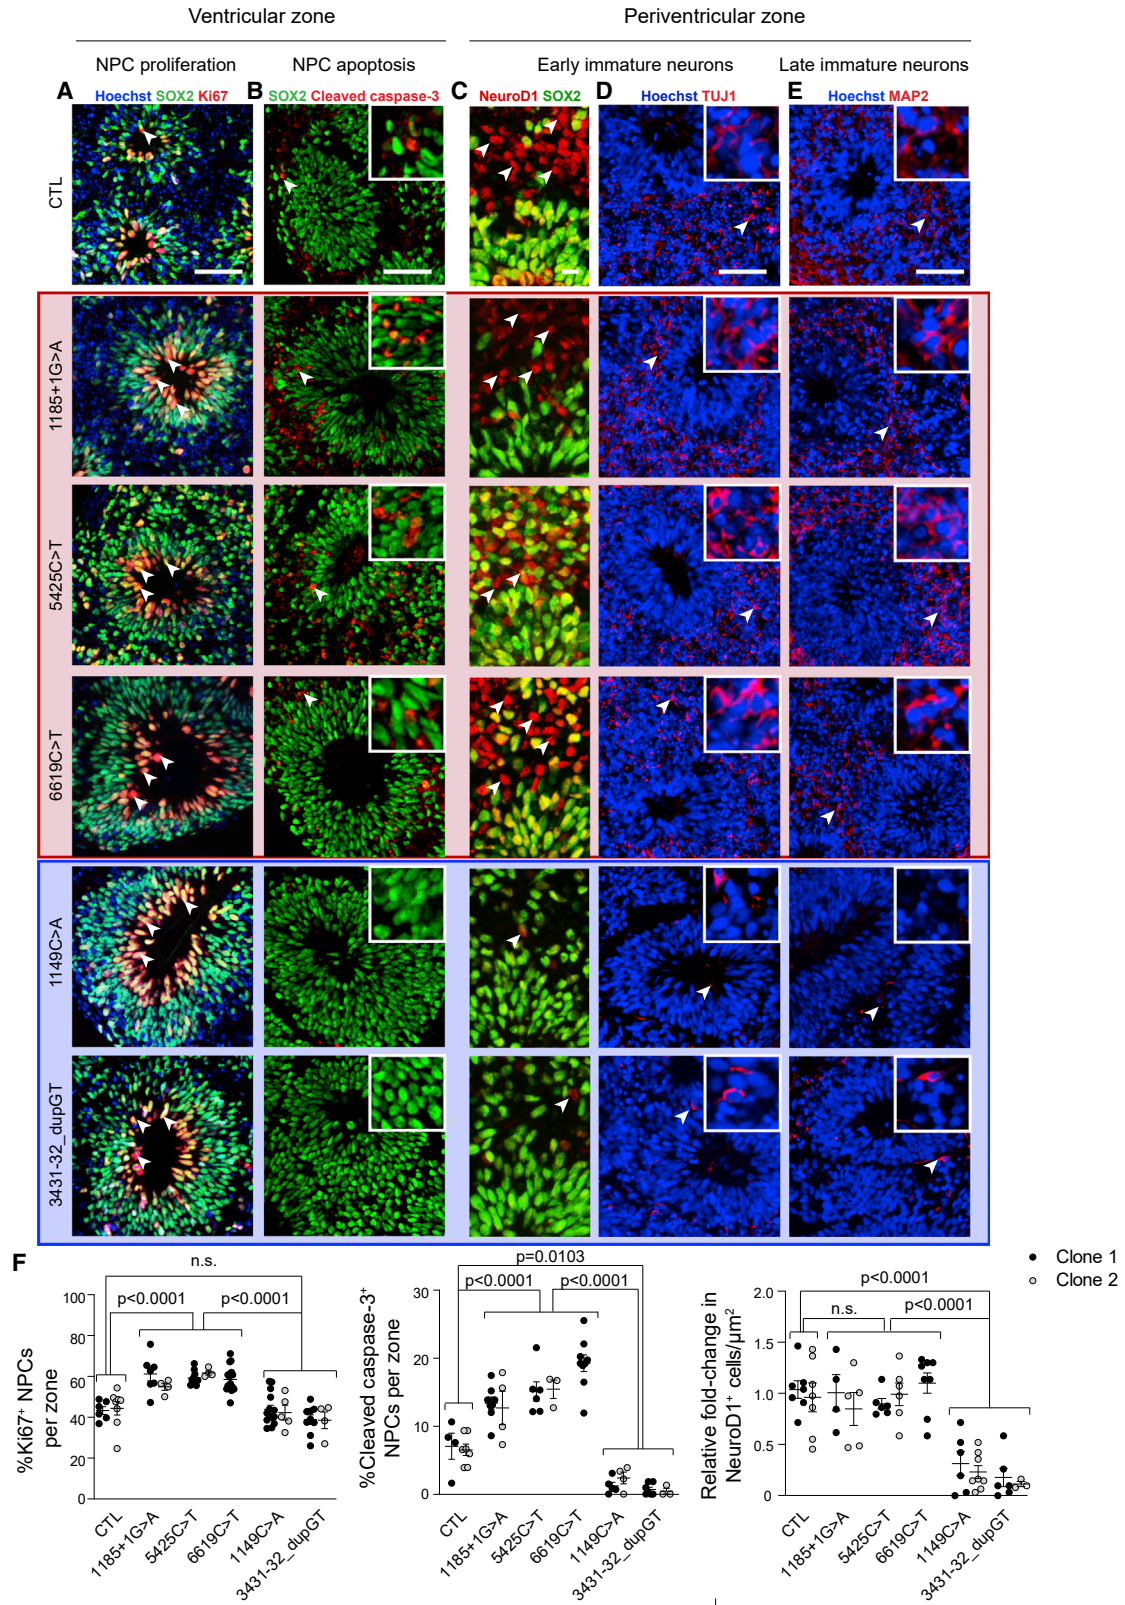 Ventricular zone
Periventricular zone
NPC proliferation
NPC apoptosis
Early immature neurons
Late immature neurons
A
Hoechst SOX2 Ki67
B
SOX2 Cleaved caspase-3
C
NeuroD1 SOX2
D
Hoechst TUJ1
E
Hoechst MAP2
CTL
1185+1G>A
5425C>T
6619C>T
1149C>A
3431-32_dupGT
F
Clone 1
Clone 2
%Ki67⁺ NPCs
per zone
100
80
60
40
20
0
n.s.
p<0.0001
p<0.0001
CTL
1185+1G>A
5425C>T
6619C>T
1149C>A
3431-32_dupGT
%Cleaved caspase-3⁺
NPCs per zone
30
20
10
0
p=0.0103
p<0.0001
p<0.0001
CTL
1185+1G>A
5425C>T
6619C>T
1149C>A
3431-32_dupGT
Relative fold-change in
NeuroD1⁺ cells/µm²
2.0
1.5
1.0
0.5
0
p<0.0001
n.s.
p<0.0001
CTL
1185+1G>A
5425C>T
6619C>T
1149C>A
3431-32_dupGT